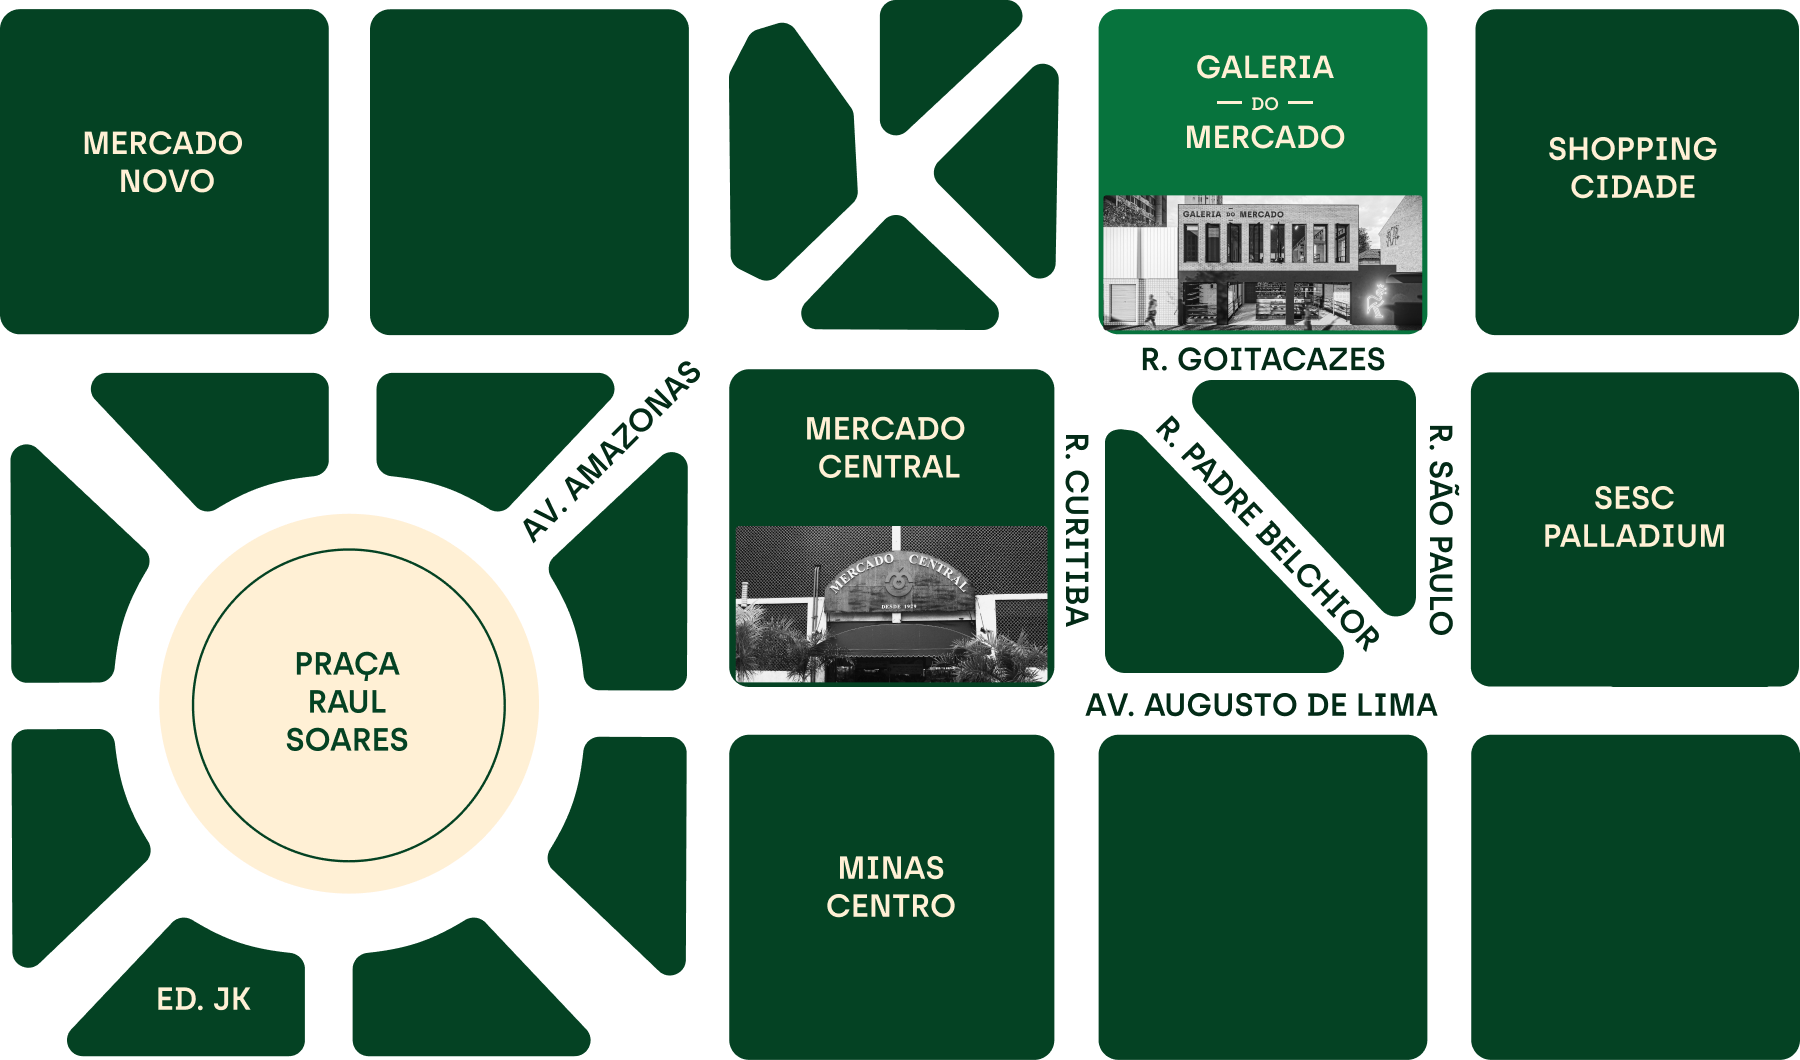 MERCADO
NOVO
GALERIA
DO
MERCADO
GALERIA DO MERCADO
SHOPPING
CIDADE
R. GOITACAZES
AV. AMAZONAS
MERCADO
CENTRAL
MERCADO CENTRAL
DESDE 1929
R. CURITIBA
R. PADRE BELCHIOR
R. SÃO PAULO
SESC
PALLADIUM
PRAÇA
RAUL
SOARES
AV. AUGUSTO DE LIMA
MINAS
CENTRO
ED. JK